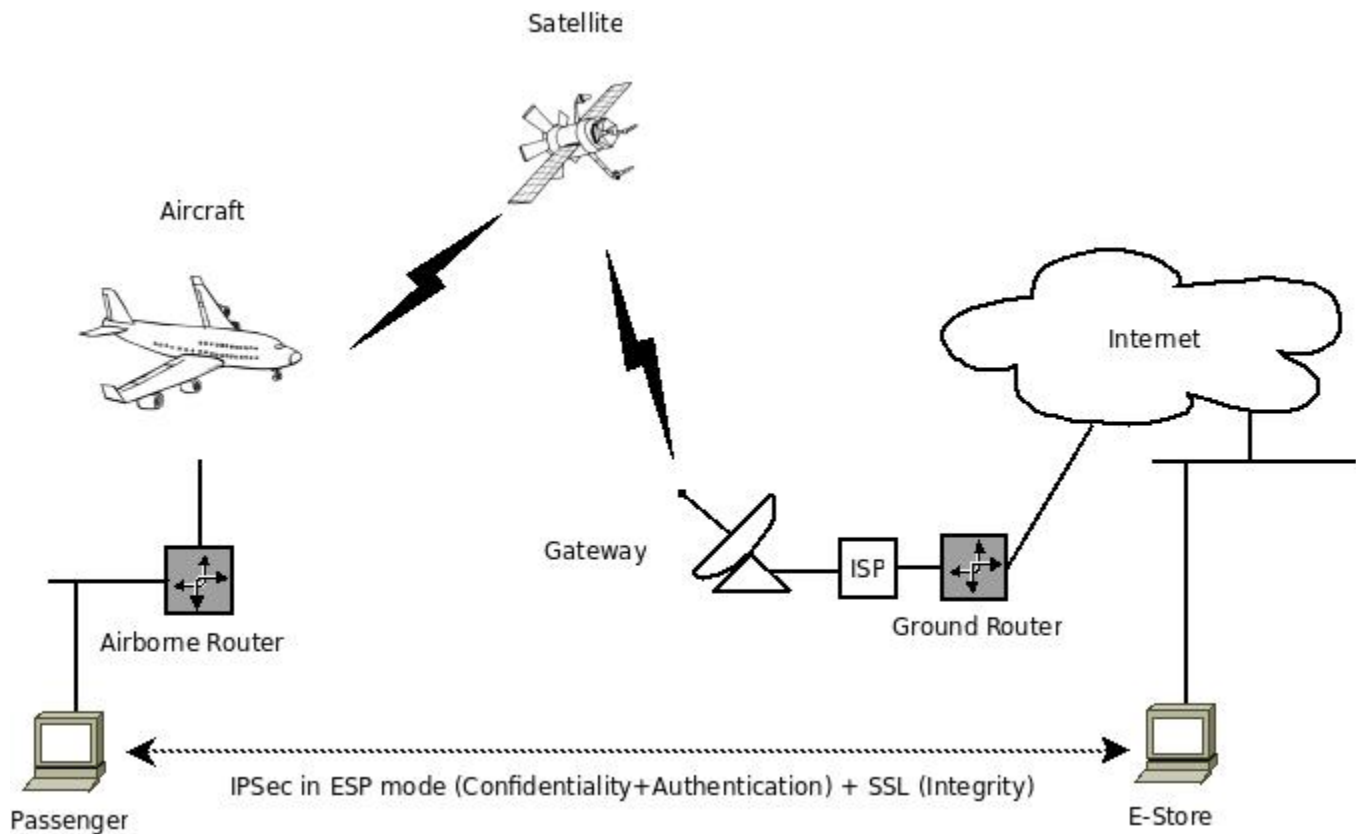 Satellite
Aircraft
Internet
Gateway
ISP
Ground Router
Airborne Router
IPSec in ESP mode (Confidentiality+Authentication) + SSL (Integrity)
Passenger
E-Store